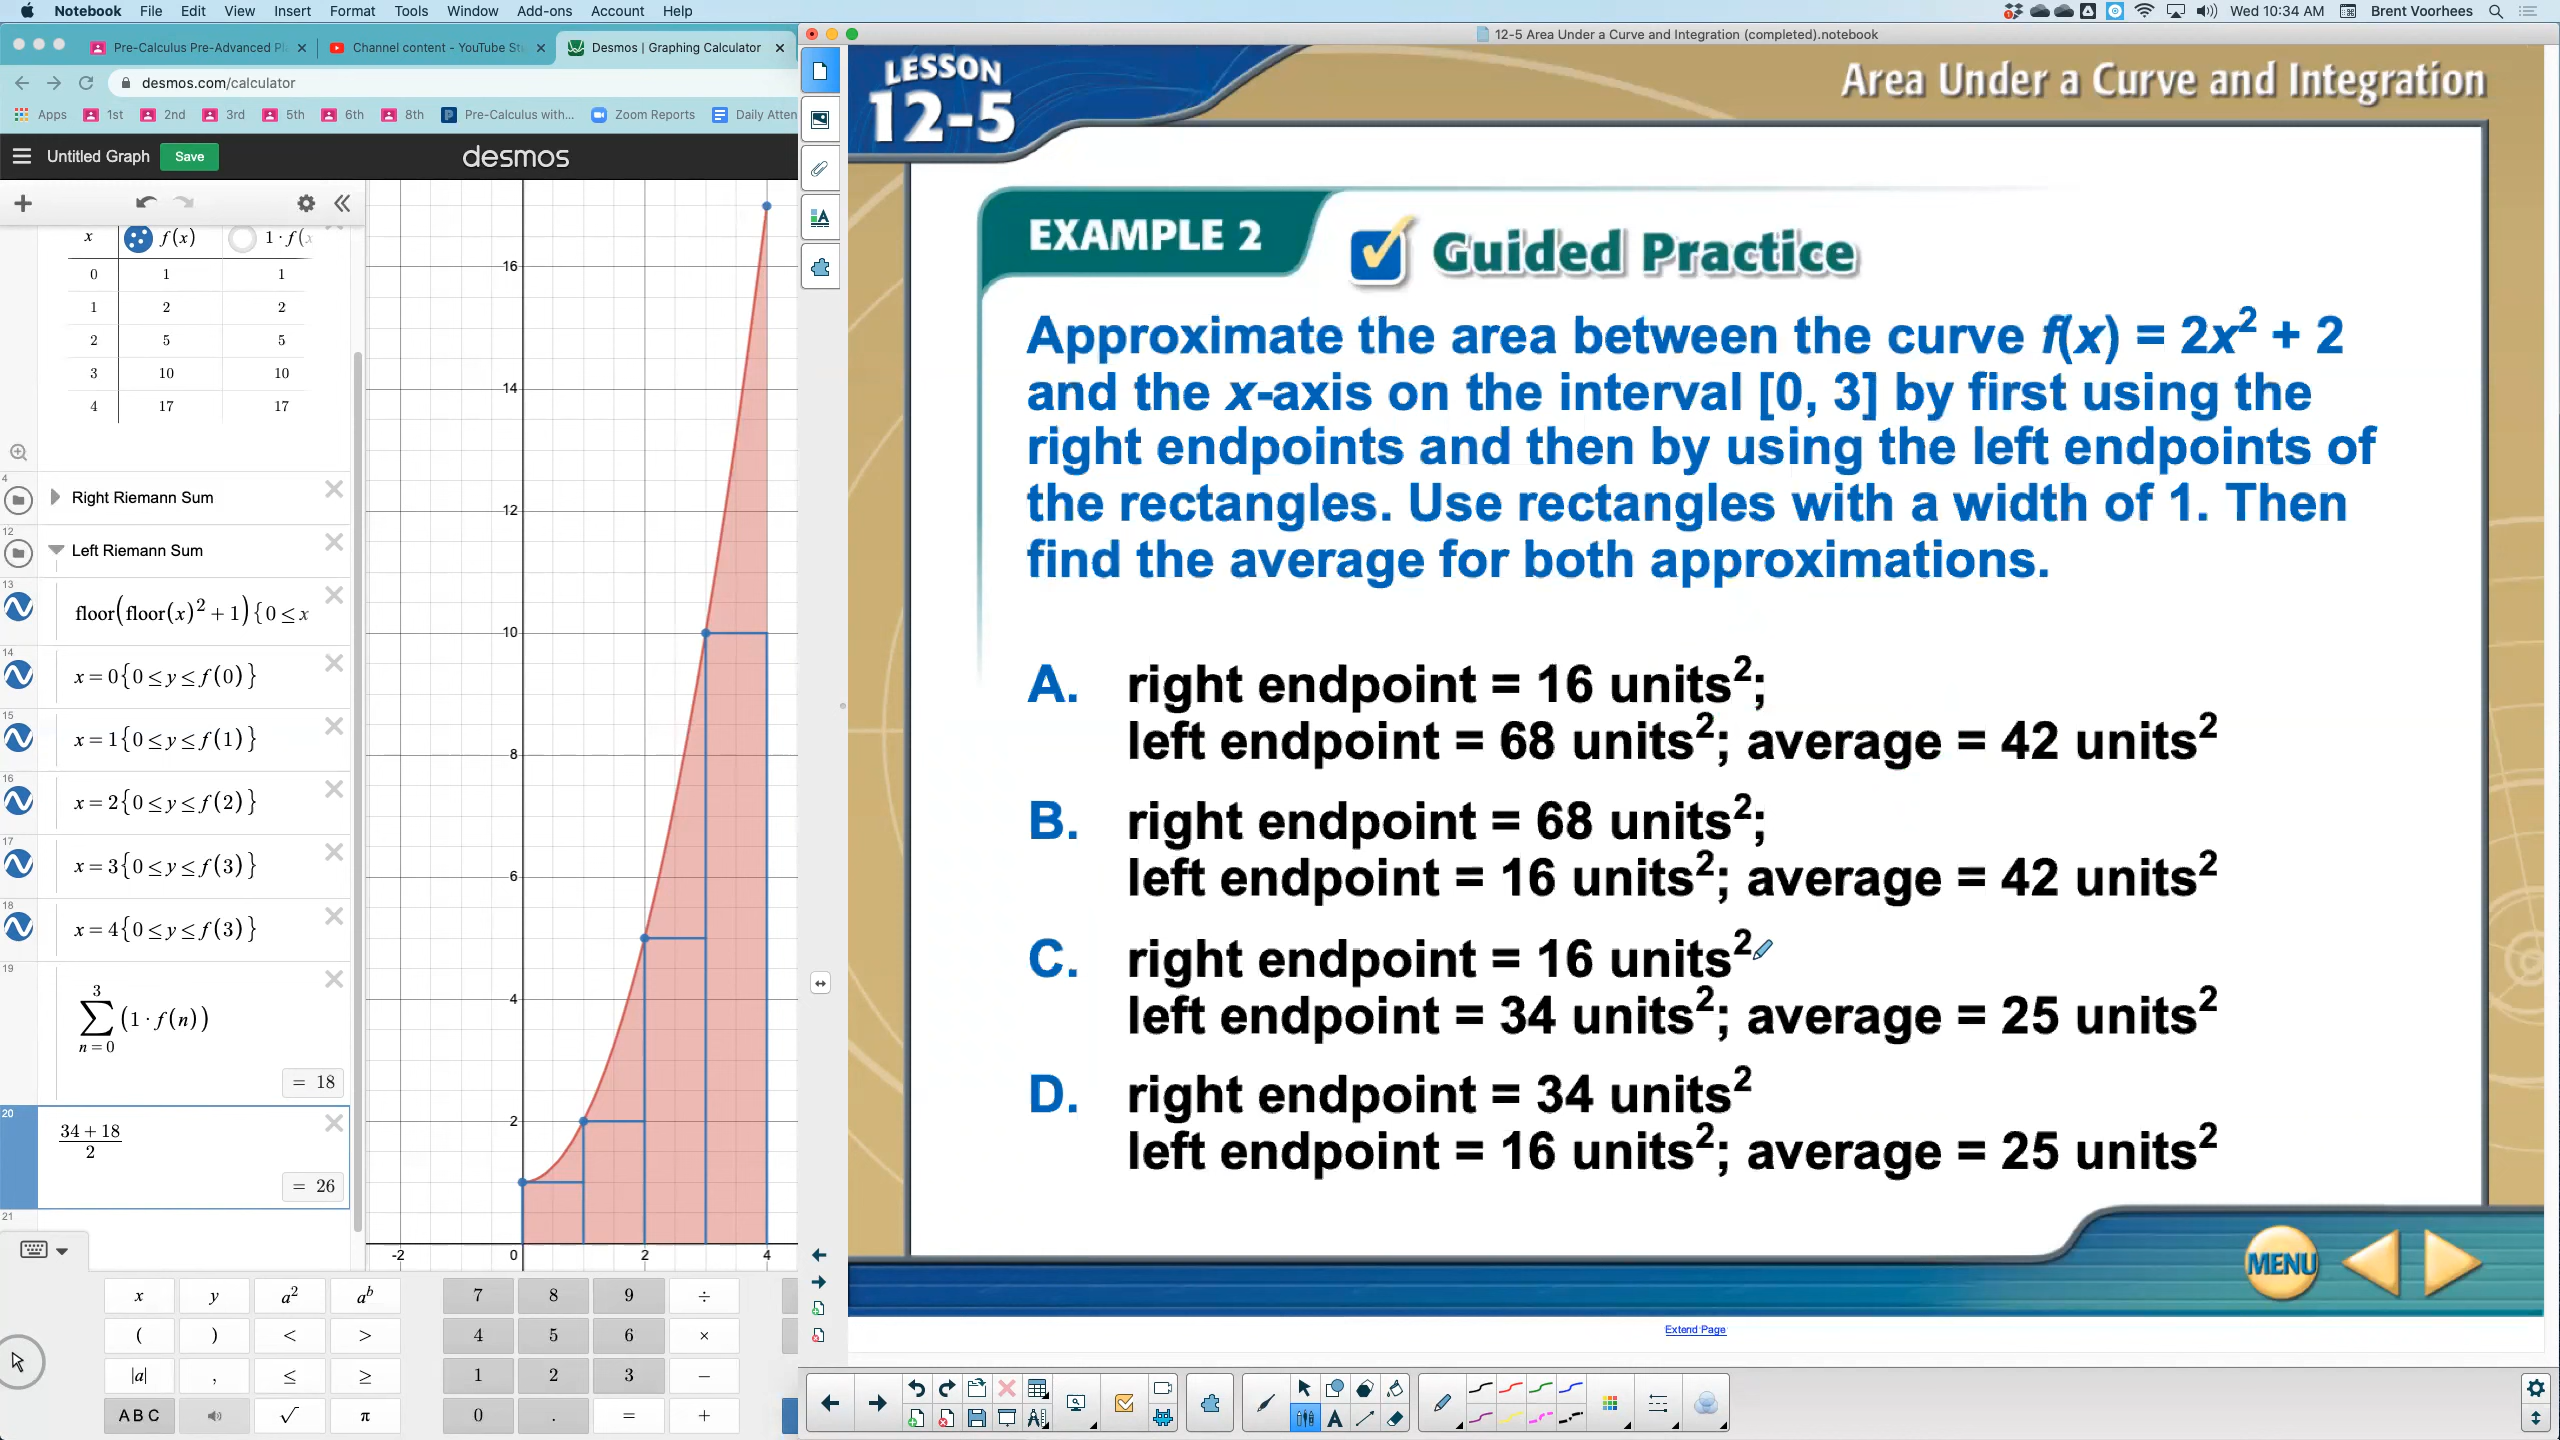 Notebook File Edit View Insert Format Tools Window Add-ons Account Help
Wed 10:34 AM Brent Voorhees
Pre-Calculus Pre-Advanced Pl
Channel content - YouTube St
Desmos | Graphing Calculator
desmos.com/calculator
Apps 1st 2nd 3rd 5th 6th 8th Pre-Calculus with... Zoom Reports Daily Atten
Untitled Graph Save desmos
x f(x) 1·f(x
0 1 1
1 2 2
2 5 5
3 10 10
4 17 17
4 Right Riemann Sum
12 Left Riemann Sum
13 floor(floor(x)² + 1){0 ≤ x
14 x = 0{0 ≤ y ≤ f(0)}
15 x = 1{0 ≤ y ≤ f(1)}
16 x = 2{0 ≤ y ≤ f(2)}
17 x = 3{0 ≤ y ≤ f(3)}
18 x = 4{0 ≤ y ≤ f(3)}
19
3
∑ (1·f(n))
n = 0
= 18
20
34 + 18
2
= 26
21
16
14
12
10
8
6
4
2
-2 0 2 4
x y a² aᵇ 7 8 9 ÷
( ) < > 4 5 6 ×
|a| , ≤ ≥ 1 2 3 −
A B C √ π 0 . = +
12-5 Area Under a Curve and Integration (completed).notebook
LESSON
12-5
Area Under a Curve and Integration
EXAMPLE 2 Guided Practice
Approximate the area between the curve f(x) = 2x² + 2
and the x-axis on the interval [0, 3] by first using the
right endpoints and then by using the left endpoints of
the rectangles. Use rectangles with a width of 1. Then
find the average for both approximations.
A. right endpoint = 16 units²;
left endpoint = 68 units²; average = 42 units²
B. right endpoint = 68 units²;
left endpoint = 16 units²; average = 42 units²
C. right endpoint = 16 units²
left endpoint = 34 units²; average = 25 units²
D. right endpoint = 34 units²
left endpoint = 16 units²; average = 25 units²
MENU
Extend Page